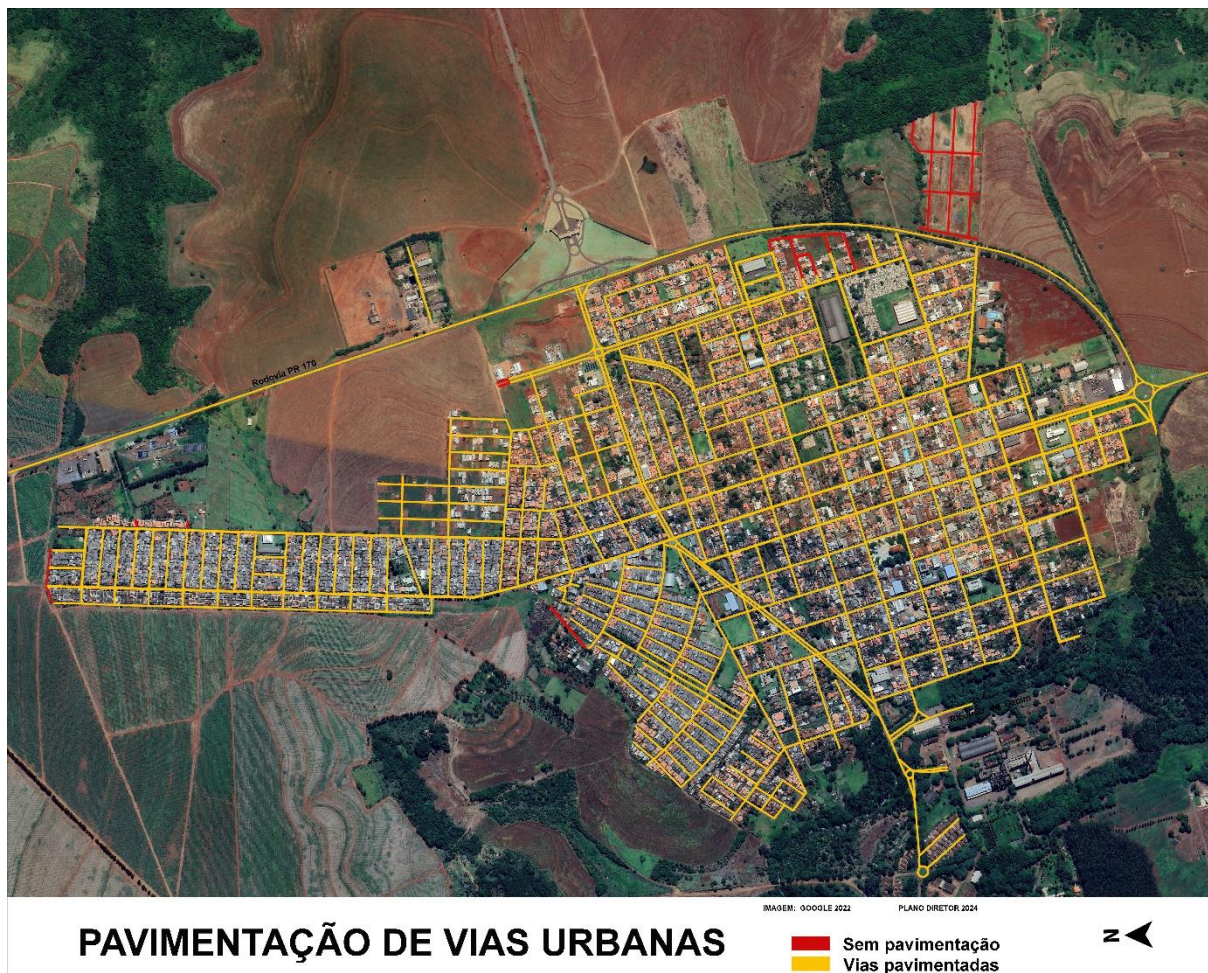 Rodovia PR 170
IMAGEM: GOOGLE 2022
PLANO DIRETOR 2024
PAVIMENTAÇÃO DE VIAS URBANAS
Sem pavimentação
Vias pavimentadas
N